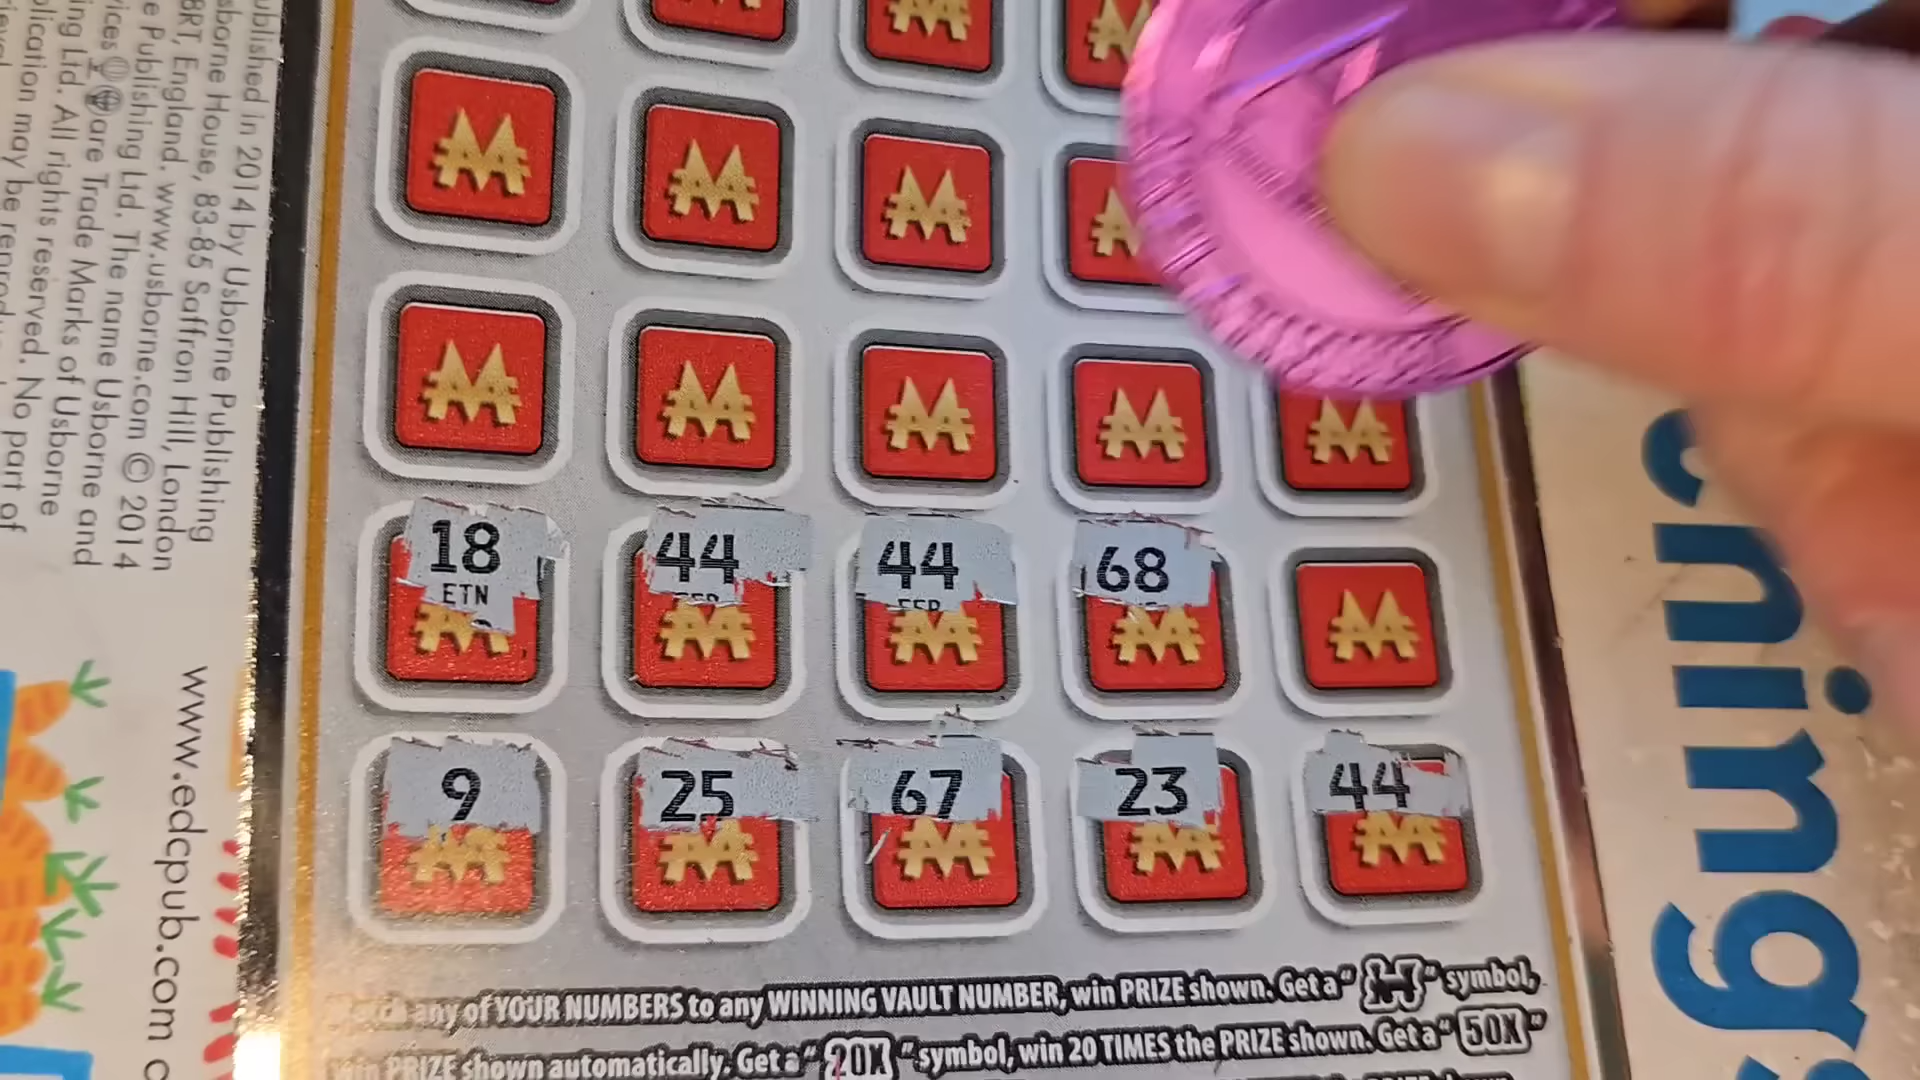 ublished in 2014 by Usborne Publishing
sborne House, 83-85 Saffron Hill, London
8RT, England. www.usborne.com © 2014
e Publishing Ltd. The name Usborne and
vices are Trade Marks of Usborne
ing Ltd. All rights reserved. No part of
plication may be reprodu
www.edcpub.com
18
ETN
44
44
68
9
25
67
23
44
any of YOUR NUMBERS to any WINNING VAULT NUMBER, win PRIZE shown. Get a " " symbol,
win PRIZE shown automatically. Get a "20X" symbol, win 20 TIMES the PRIZE shown. Get a "50X"